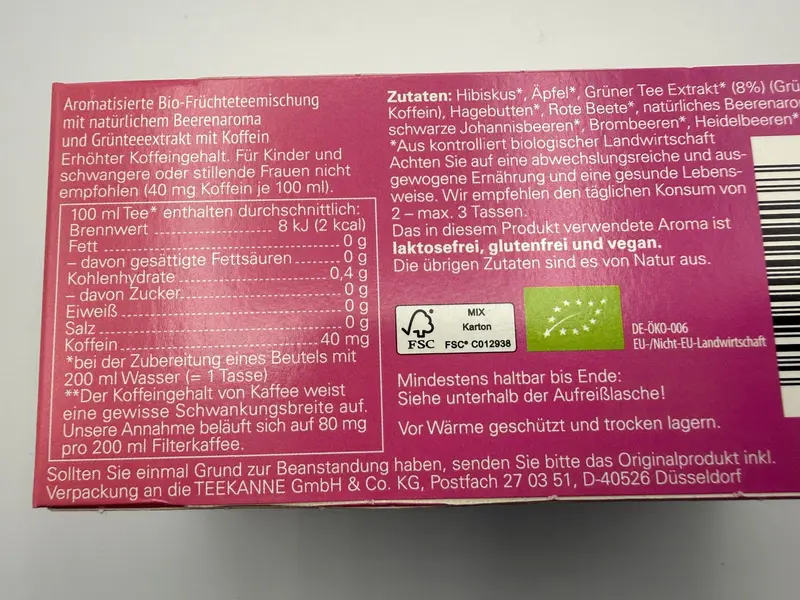 Aromatisierte Bio-Früchteteemischung
mit natürlichem Beerenaroma
und Grünteeextrakt mit Koffein
Erhöhter Koffeingehalt. Für Kinder und
schwangere oder stillende Frauen nicht
empfohlen (40 mg Koffein je 100 ml).
100 ml Tee* enthalten durchschnittlich:
Brennwert 8 kJ (2 kcal)
Fett 0 g
– davon gesättigte Fettsäuren 0 g
Kohlenhydrate 0,4 g
– davon Zucker 0 g
Eiweiß 0 g
Salz 0 g
Koffein 40 mg
*bei der Zubereitung eines Beutels mit
200 ml Wasser (= 1 Tasse)
**Der Koffeingehalt von Kaffee weist
eine gewisse Schwankungsbreite auf.
Unsere Annahme beläuft sich auf 80 mg
pro 200 ml Filterkaffee.
Zutaten: Hibiskus*, Äpfel*, Grüner Tee Extrakt* (8%) (Grü
Koffein), Hagebutten*, Rote Beete*, natürliches Beerenaro
schwarze Johannisbeeren*, Brombeeren*, Heidelbeeren*
*Aus kontrolliert biologischer Landwirtschaft
Achten Sie auf eine abwechslungsreiche und aus-
gewogene Ernährung und eine gesunde Lebens-
weise. Wir empfehlen den täglichen Konsum von
2 – max. 3 Tassen.
Das in diesem Produkt verwendete Aroma ist
laktosefrei, glutenfrei und vegan.
Die übrigen Zutaten sind es von Natur aus.
FSC
MIX
Karton
FSC® C012938
DE-ÖKO-006
EU-/Nicht-EU-Landwirtschaft
Mindestens haltbar bis Ende:
Siehe unterhalb der Aufreißlasche!
Vor Wärme geschützt und trocken lagern.
Sollten Sie einmal Grund zur Beanstandung haben, senden Sie bitte das Originalprodukt inkl.
Verpackung an die TEEKANNE GmbH & Co. KG, Postfach 27 03 51, D-40526 Düsseldorf